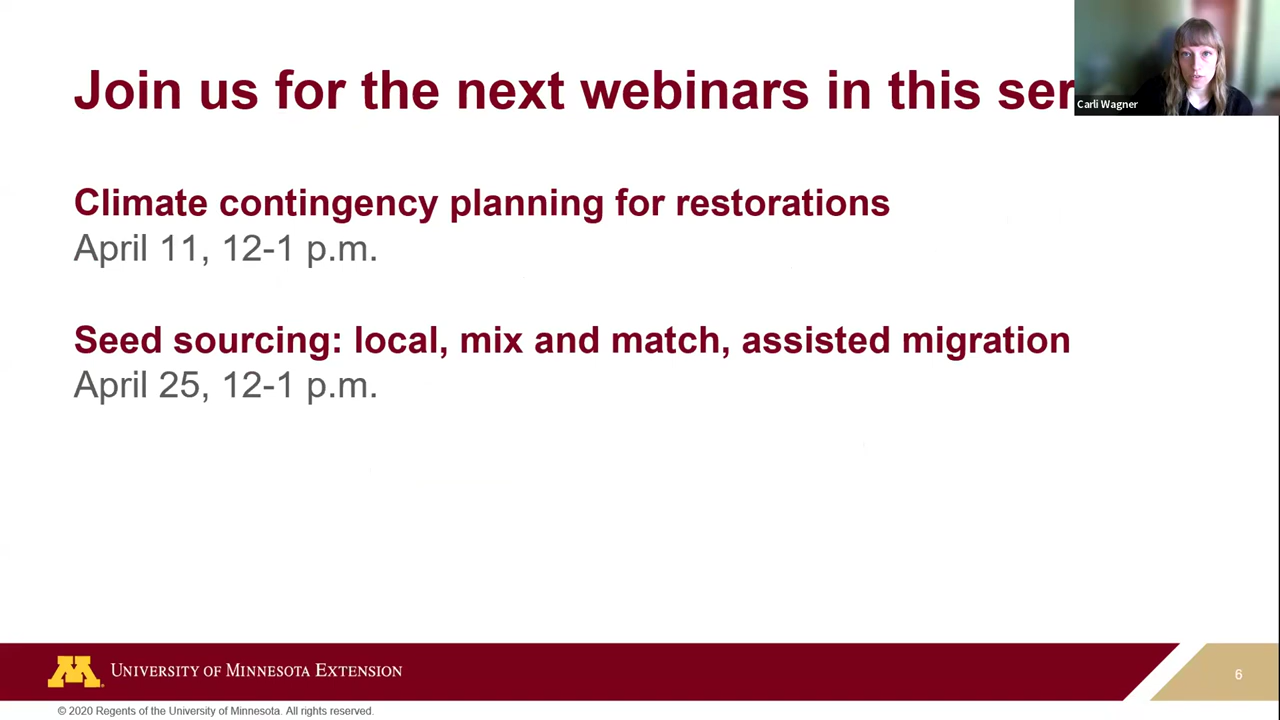 Join us for the next webinars in this ser
Carli Wagner
Climate contingency planning for restorations
April 11, 12-1 p.m.
Seed sourcing: local, mix and match, assisted migration
April 25, 12-1 p.m.
M
UNIVERSITY OF MINNESOTA EXTENSION
6
© 2020 Regents of the University of Minnesota. All rights reserved.